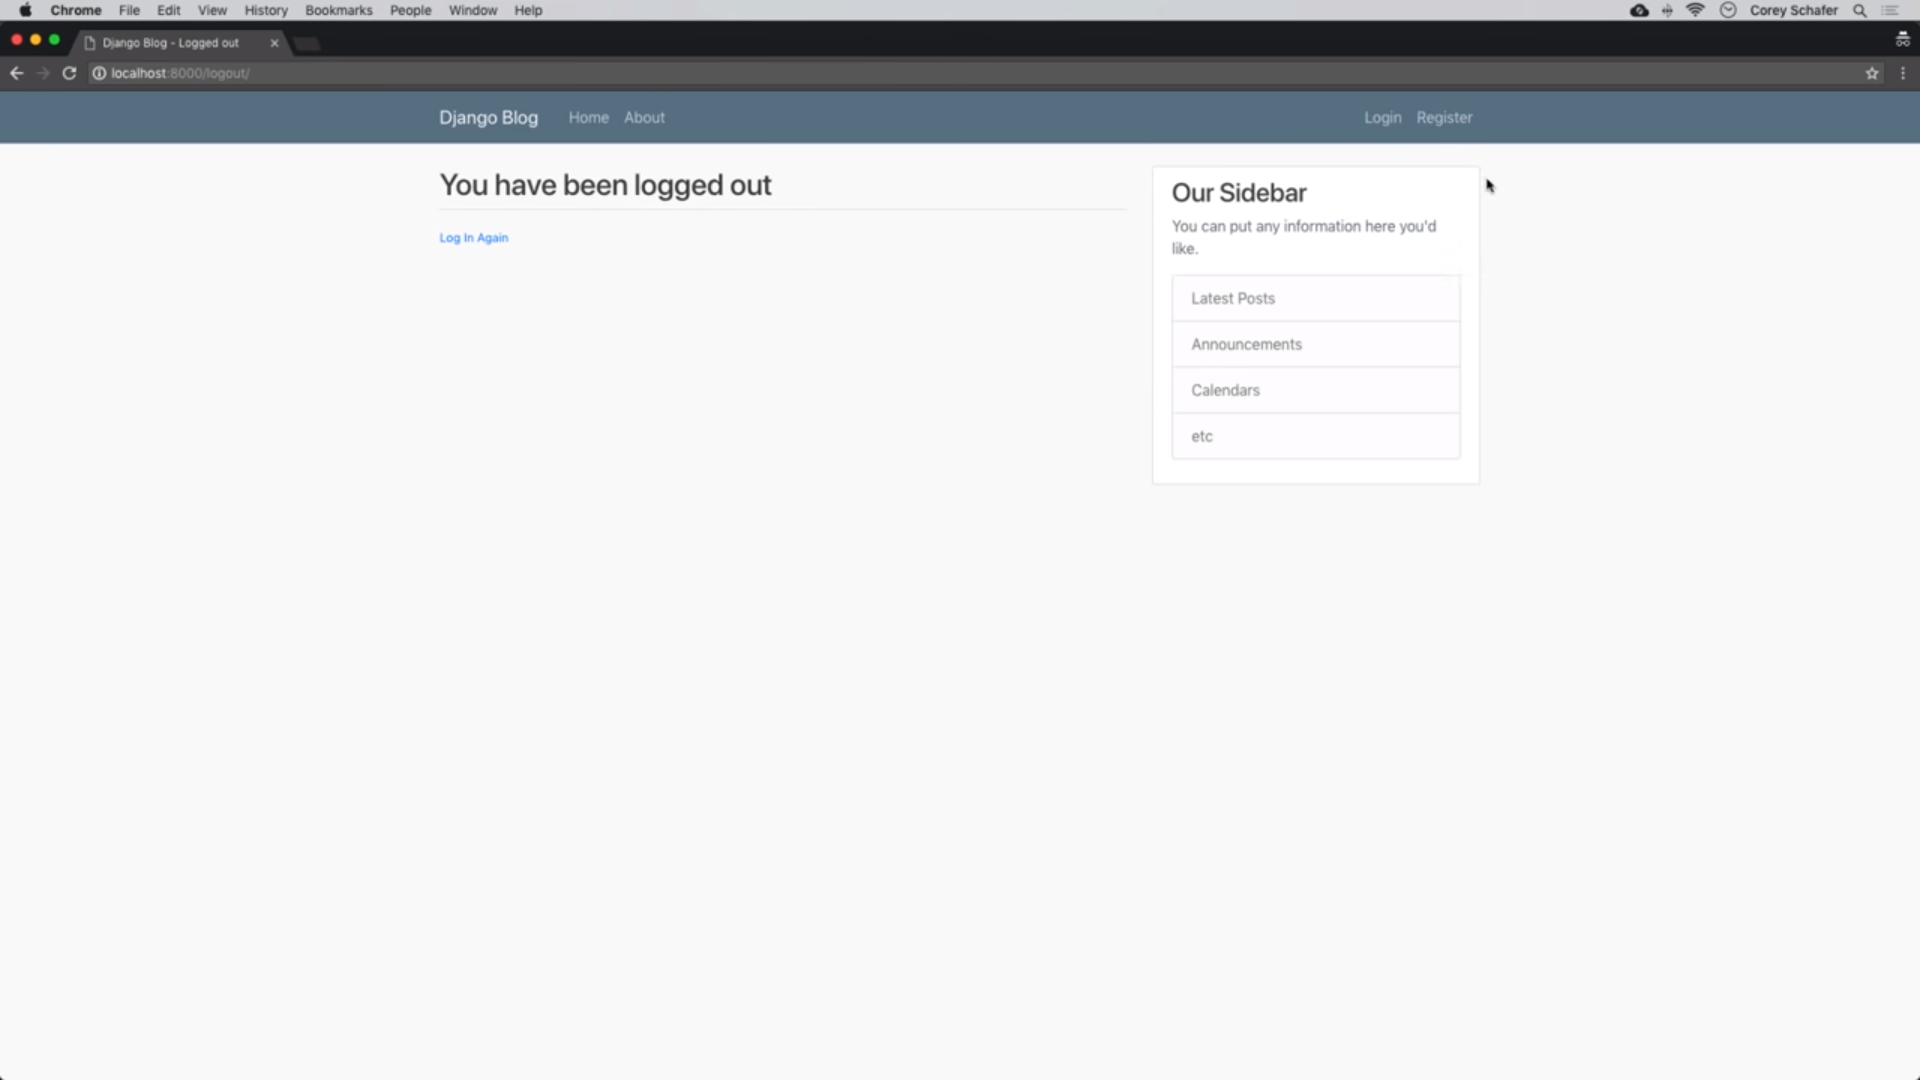 Chrome File Edit View History Bookmarks People Window Help Corey Schafer
Django Blog - Logged out
localhost:8000/logout/
Django Blog Home About Login Register
You have been logged out
Log In Again
Our Sidebar
You can put any information here you'd
like.
Latest Posts
Announcements
Calendars
etc